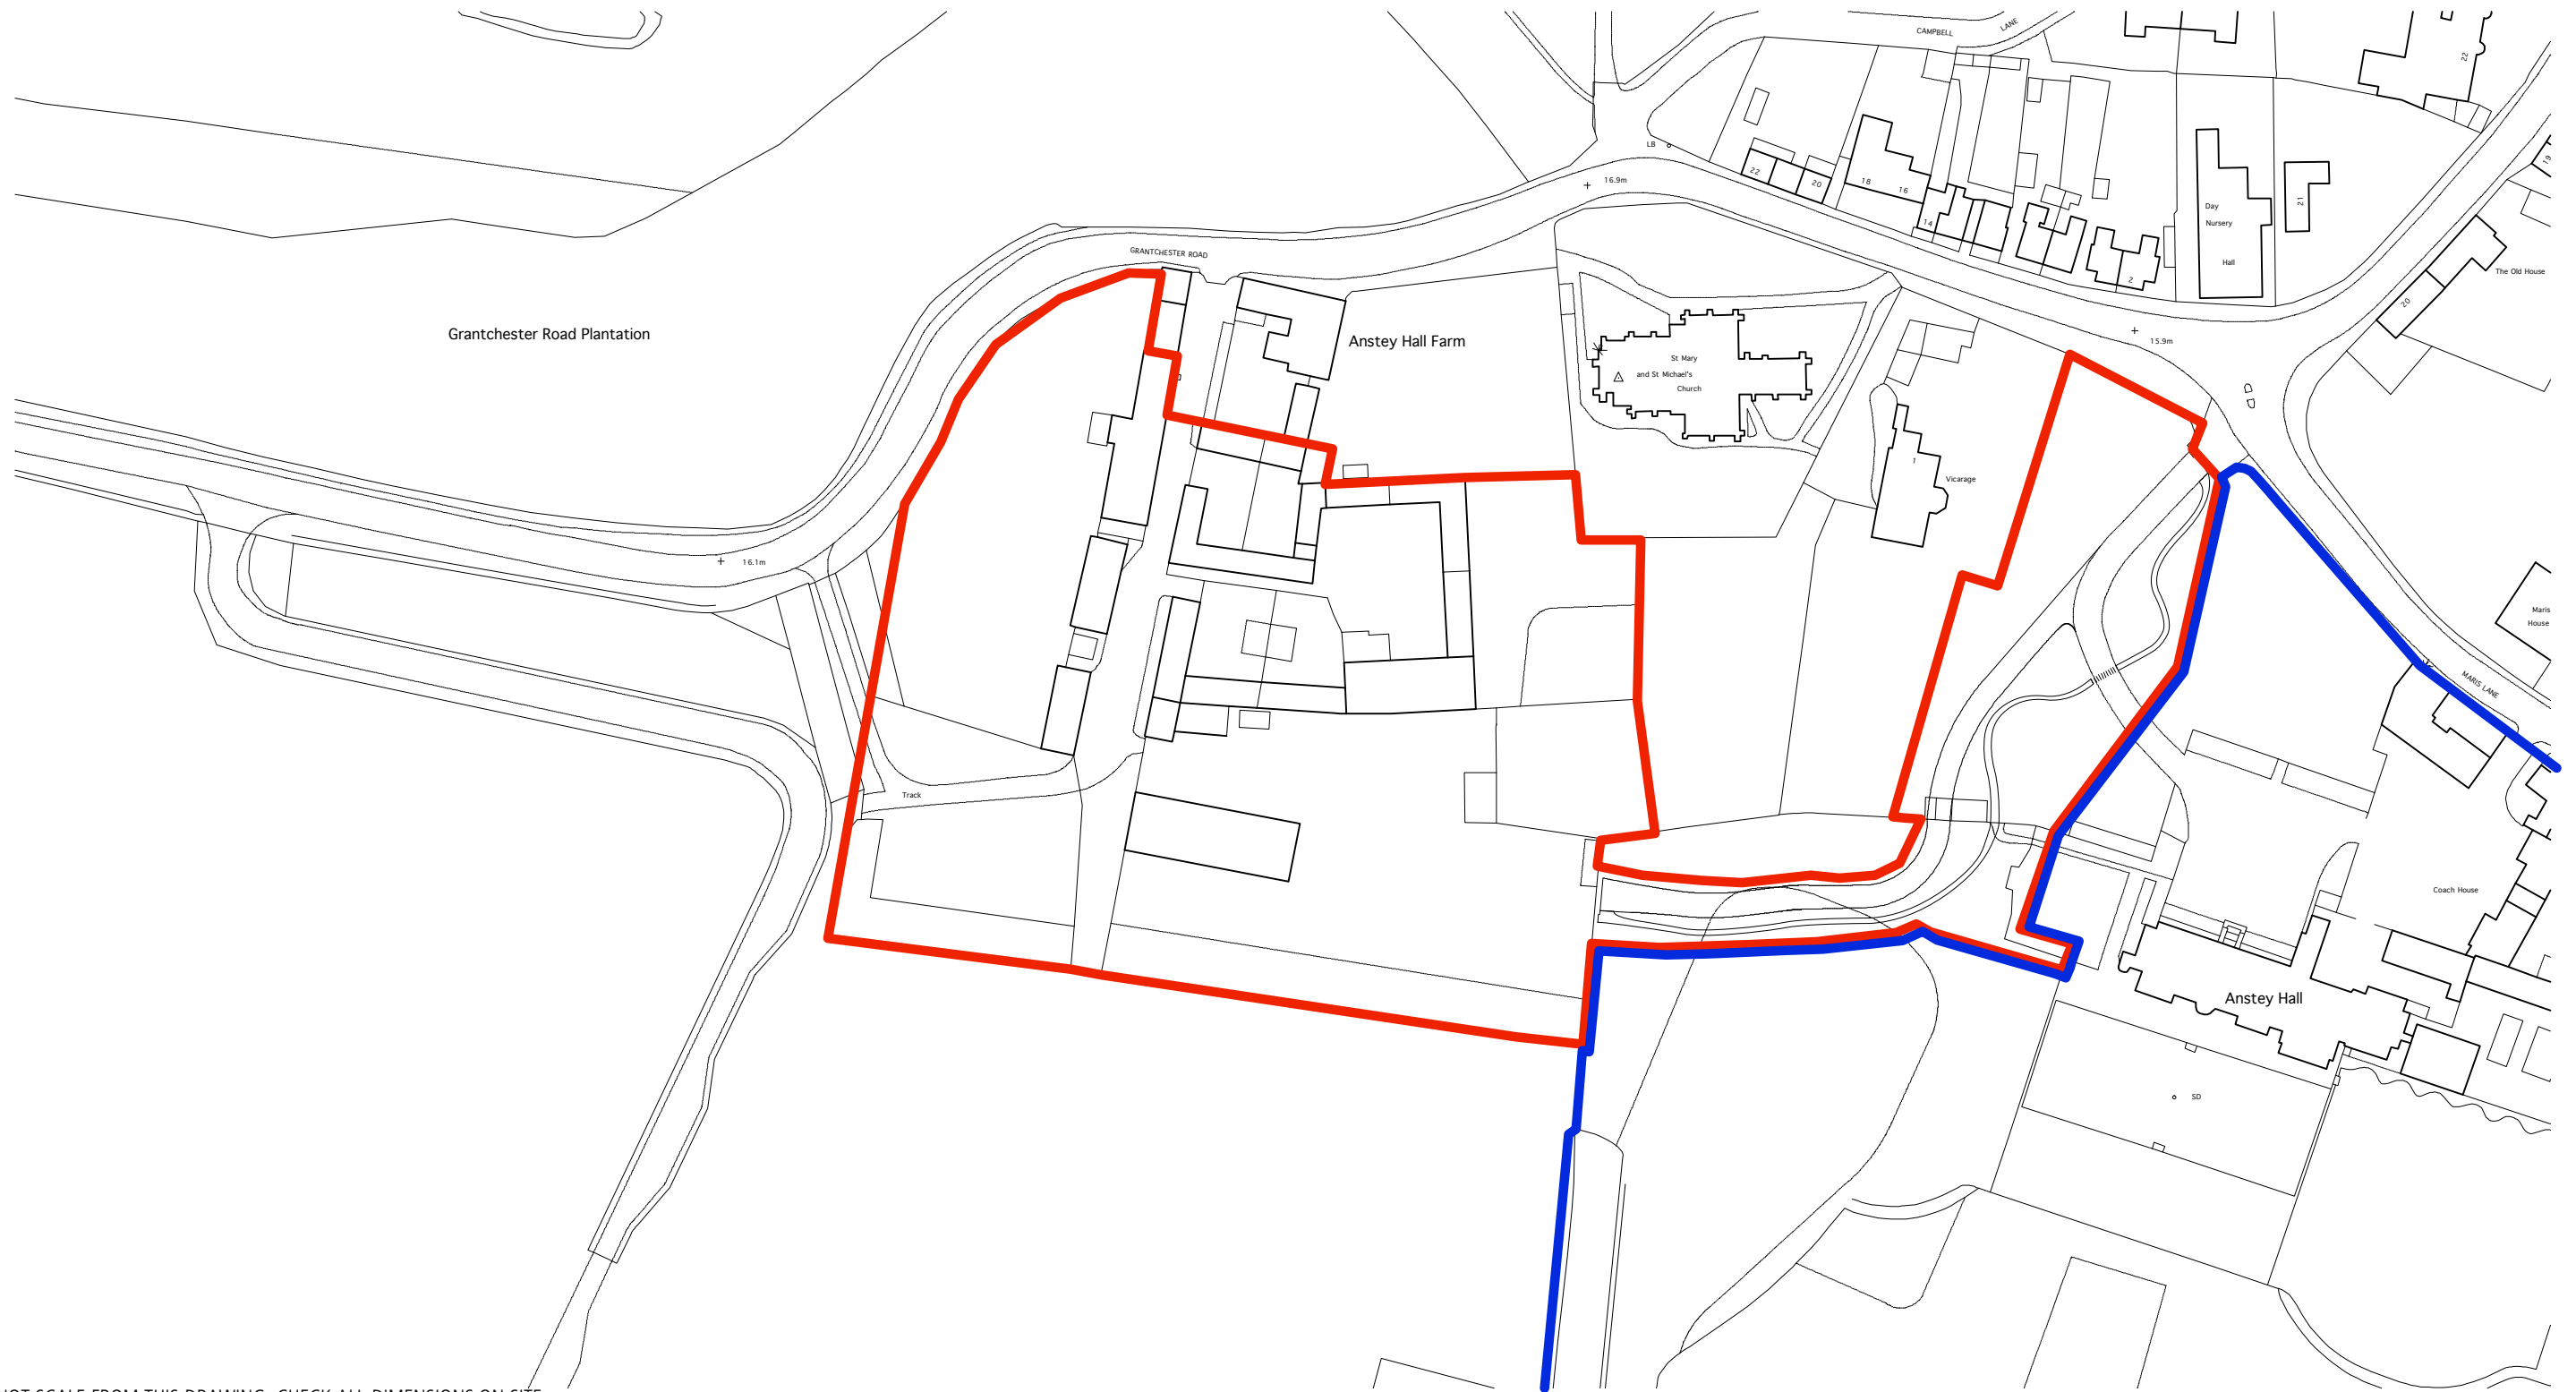 CAMPBELL
LANE
22
LB
16.9m
22
20
18
16
14
2
Day
Nursery
Hall
21
19
The Old House
20
GRANTCHESTER ROAD
Grantchester Road Plantation
Anstey Hall Farm
St Mary
and St Michael's
Church
15.9m
1
Vicarage
16.1m
Maris
House
MARIS LANE
Track
Coach House
Anstey Hall
SD
NOT SCALE FROM THIS DRAWING. CHECK ALL DIMENSIONS ON SITE